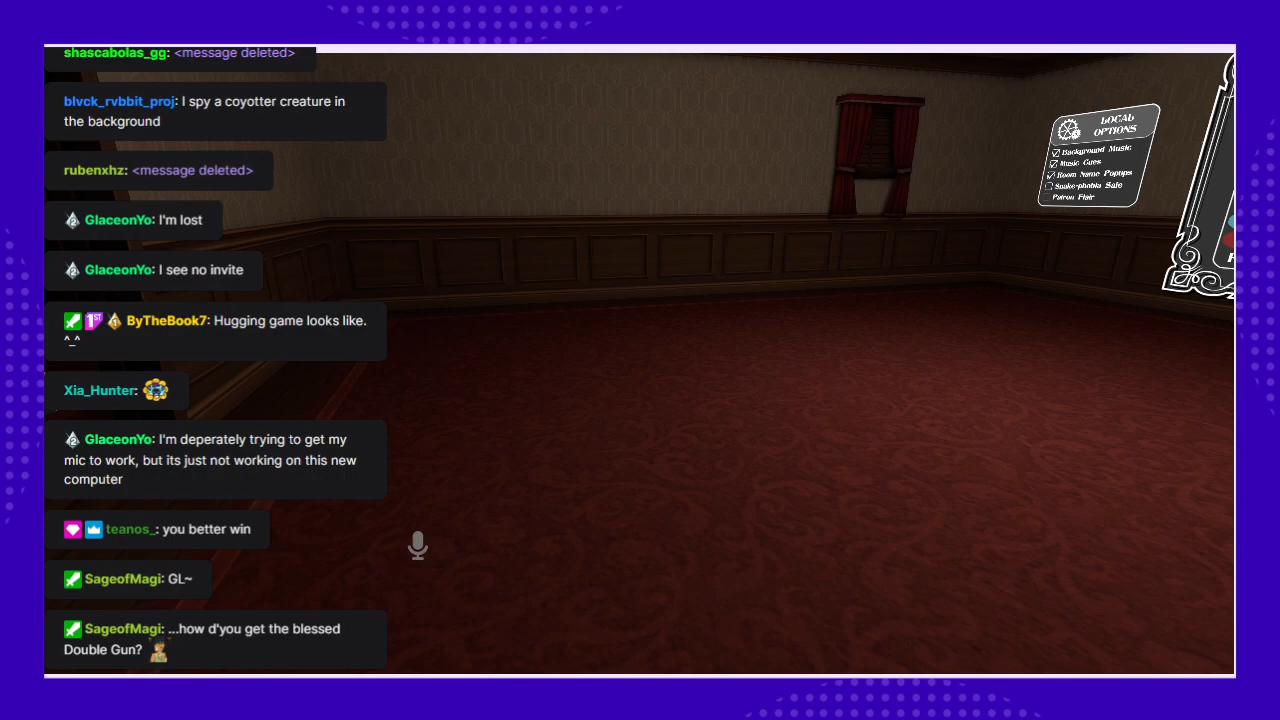 shascabolas_gg: <message deleted>
blvck_rvbbit_proj: I spy a coyotter creature in
the background
rubenxhz: <message deleted>
GlaceonYo: I'm lost
GlaceonYo: I see no invite
1ST ByTheBook7: Hugging game looks like.
^_^
Xia_Hunter:
GlaceonYo: I'm deperately trying to get my
mic to work, but its just not working on this new
computer
teanos_: you better win
SageofMagi: GL~
SageofMagi: ...how d'you get the blessed
Double Gun?
LOCAL
OPTIONS
Background Music
Music Cues
Room Name Popups
Snake-phobia Safe
Patron Flair